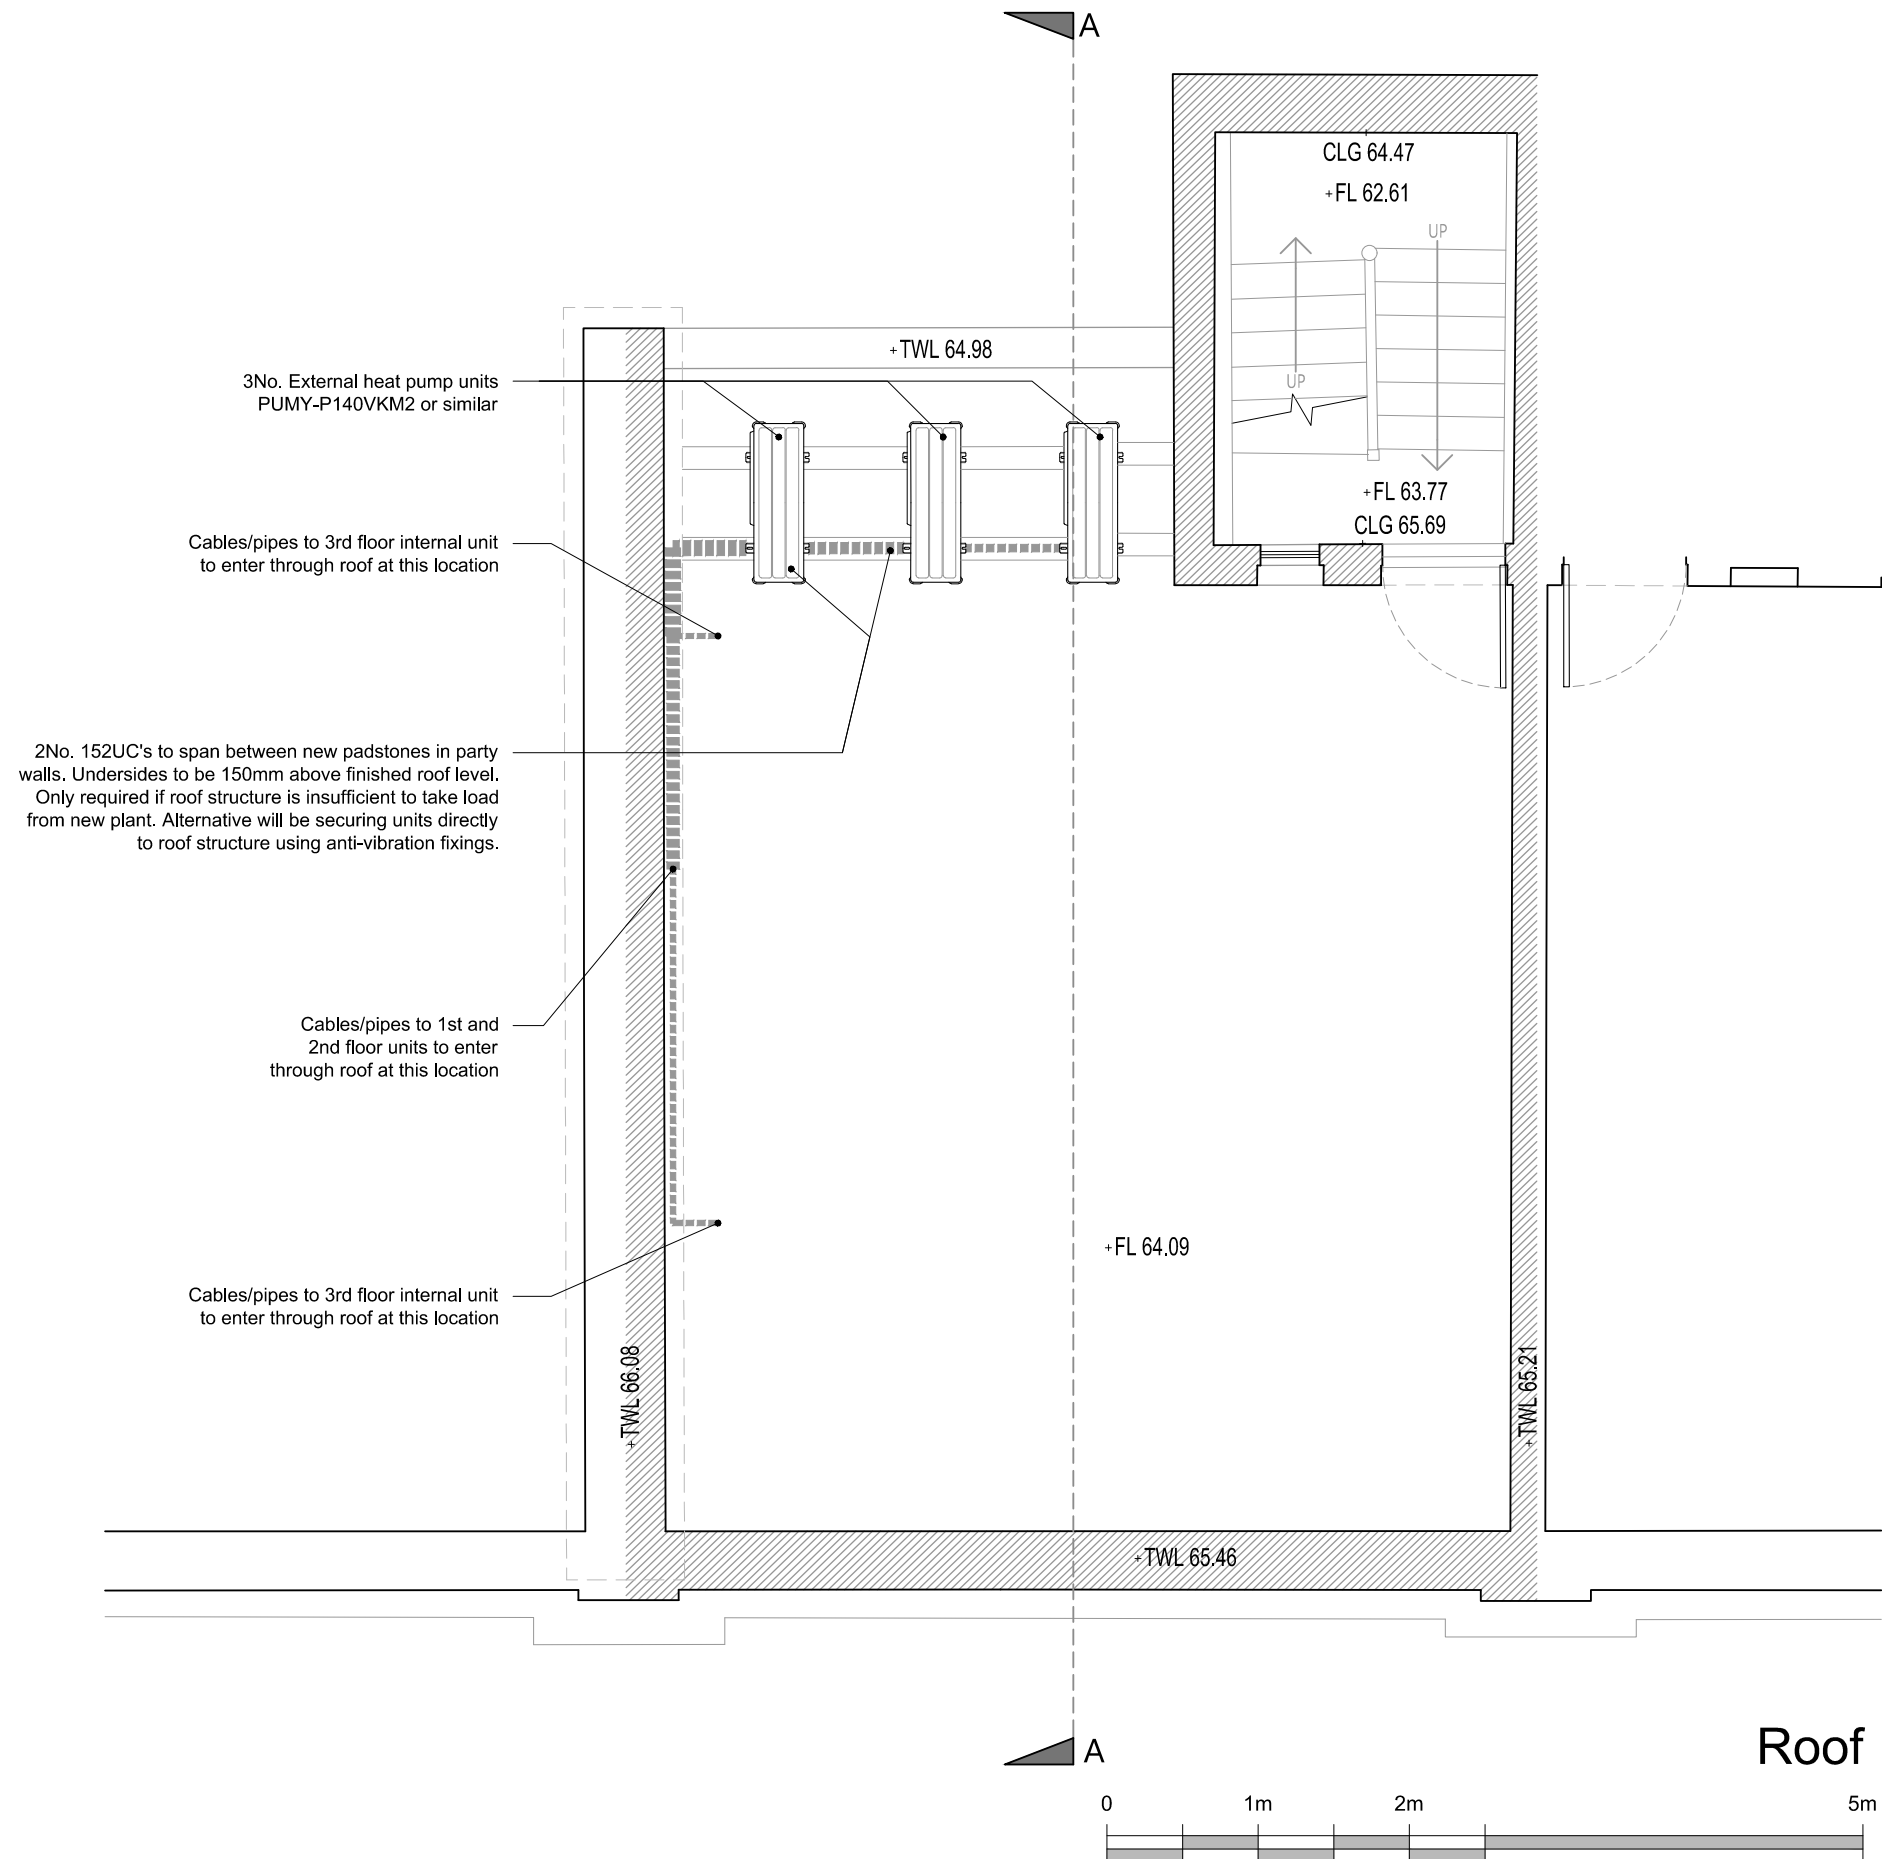 A
CLG 64.47
+FL 62.61
UP
UP
+TWL 64.98
3No. External heat pump units
PUMY-P140VKM2 or similar
+FL 63.77
CLG 65.69
Cables/pipes to 3rd floor internal unit
to enter through roof at this location
2No. 152UC's to span between new padstones in party
walls. Undersides to be 150mm above finished roof level.
Only required if roof structure is insufficient to take load
from new plant. Alternative will be securing units directly
to roof structure using anti-vibration fixings.
Cables/pipes to 1st and
2nd floor units to enter
through roof at this location
+FL 64.09
Cables/pipes to 3rd floor internal unit
to enter through roof at this location
+TWL 66.08
+TWL 65.21
+TWL 65.46
A
Roof
0 1m 2m 5m